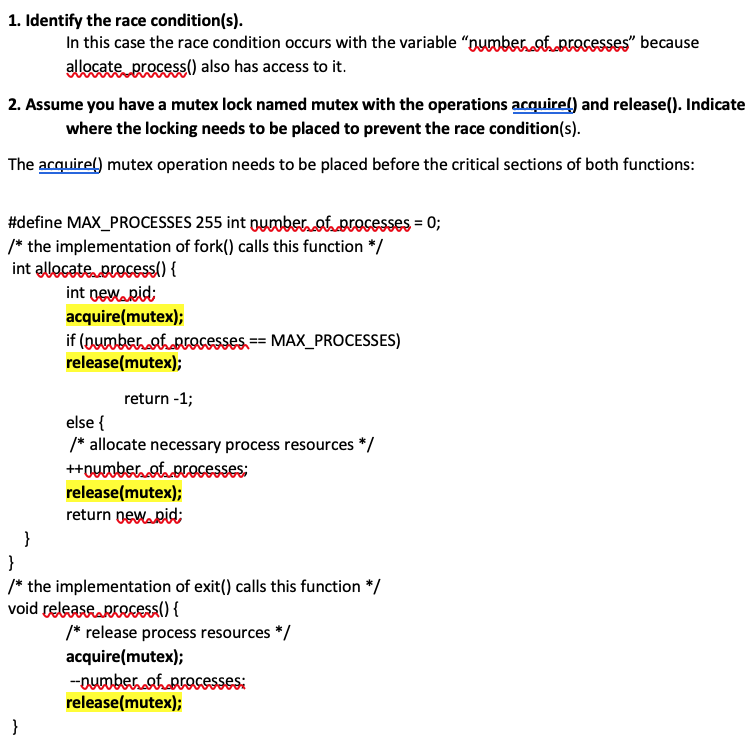 1. Identify the race condition(s).
In this case the race condition occurs with the variable “number_of_processes” because
allocate_process() also has access to it.
2. Assume you have a mutex lock named mutex with the operations acquire() and release(). Indicate
where the locking needs to be placed to prevent the race condition(s).
The acquire() mutex operation needs to be placed before the critical sections of both functions:
#define MAX_PROCESSES 255 int number_of_processes = 0;
/* the implementation of fork() calls this function */
int allocate_process() {
int new_pid;
acquire(mutex);
if (number_of_processes == MAX_PROCESSES)
release(mutex);
return -1;
else {
/* allocate necessary process resources */
++number_of_processes;
release(mutex);
return new_pid;
}
}
/* the implementation of exit() calls this function */
void release_process() {
/* release process resources */
acquire(mutex);
--number_of_processes;
release(mutex);
}